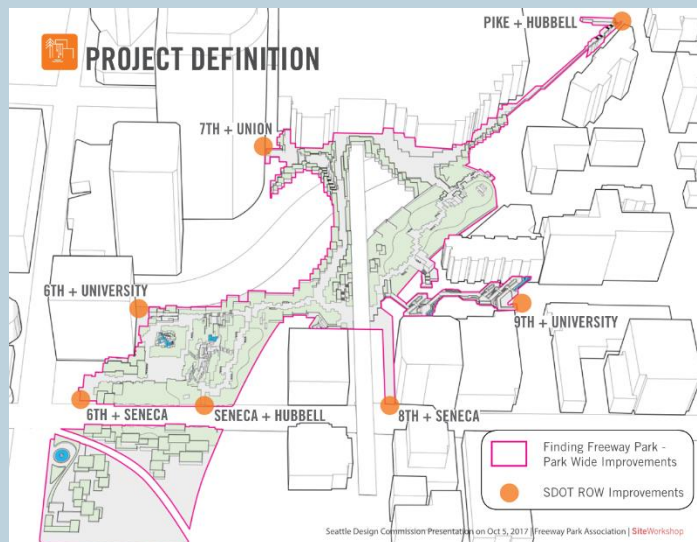 PROJECT DEFINITION
PIKE + HUBBELL
7TH + UNION
6TH + UNIVERSITY
9TH + UNIVERSITY
6TH + SENECA
SENECA + HUBBELL
8TH + SENECA
Finding Freeway Park -
Park Wide Improvements
SDOT ROW Improvements
Seattle Design Commission Presentation on Oct 5, 2017 | Freeway Park Association | SiteWorkshop